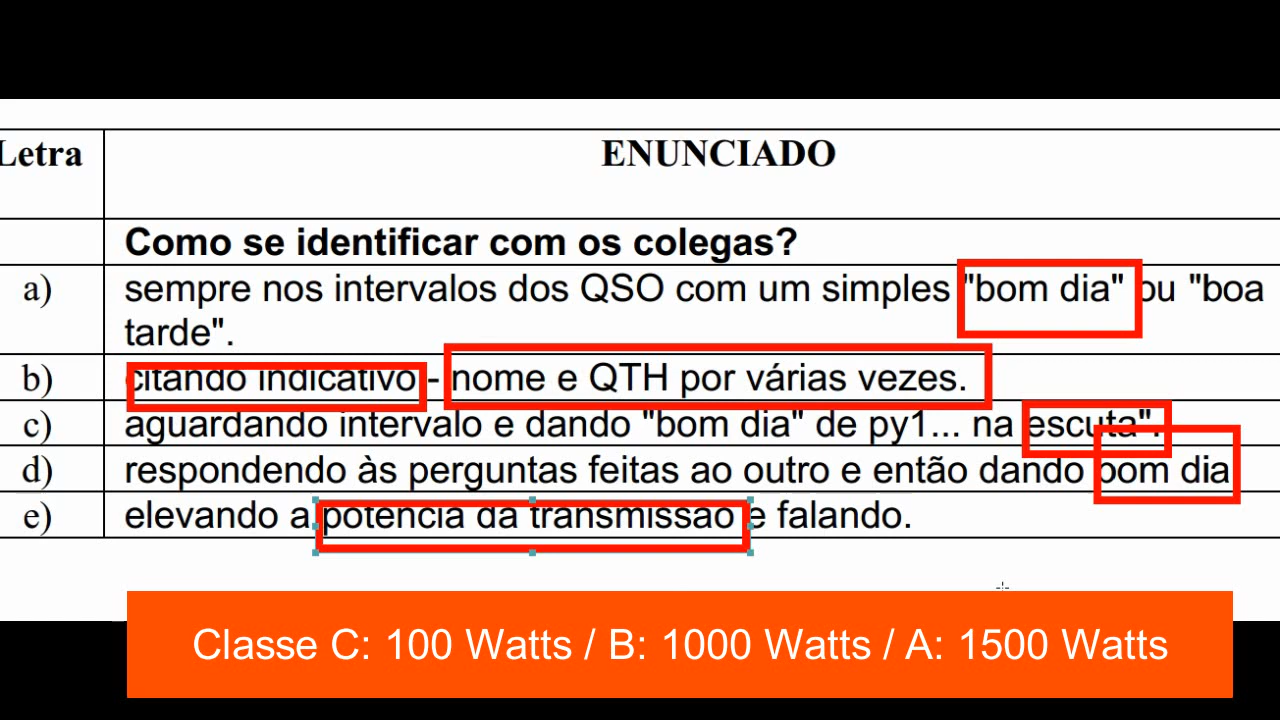 Letra ENUNCIADO
Como se identificar com os colegas?
a) sempre nos intervalos dos QSO com um simples "bom dia" ou "boa
tarde".
b) citando indicativo - nome e QTH por várias vezes.
c) aguardando intervalo e dando "bom dia" de py1... na escuta".
d) respondendo às perguntas feitas ao outro e então dando bom dia
e) elevando a potência da transmissão e falando.
Classe C: 100 Watts / B: 1000 Watts / A: 1500 Watts